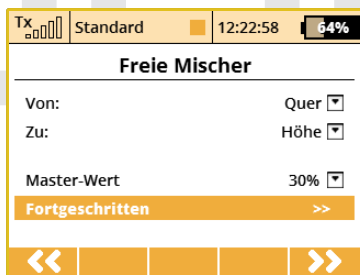 Tx Standard 12:22:58 64%
Freie Mischer
Von: Quer
Zu: Höhe
Master-Wert 30%
Fortgeschritten >>
<< >>